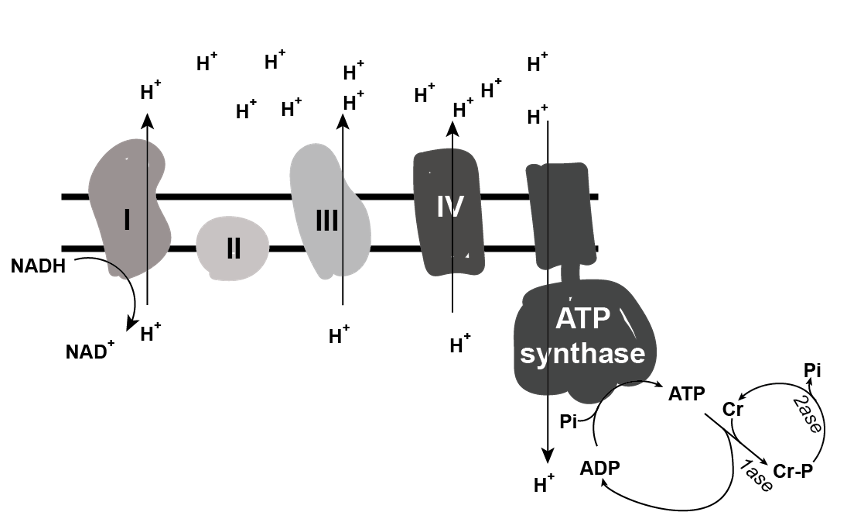 H+
H+
H+
H+
H+
H+
H+
H+
H+
H+
H+
H+
I
II
III
IV
NADH
NAD+
H+
H+
H+
ATP
synthase
Pi
ATP
ADP
H+
Cr
Cr-P
Pi
1ase
2ase